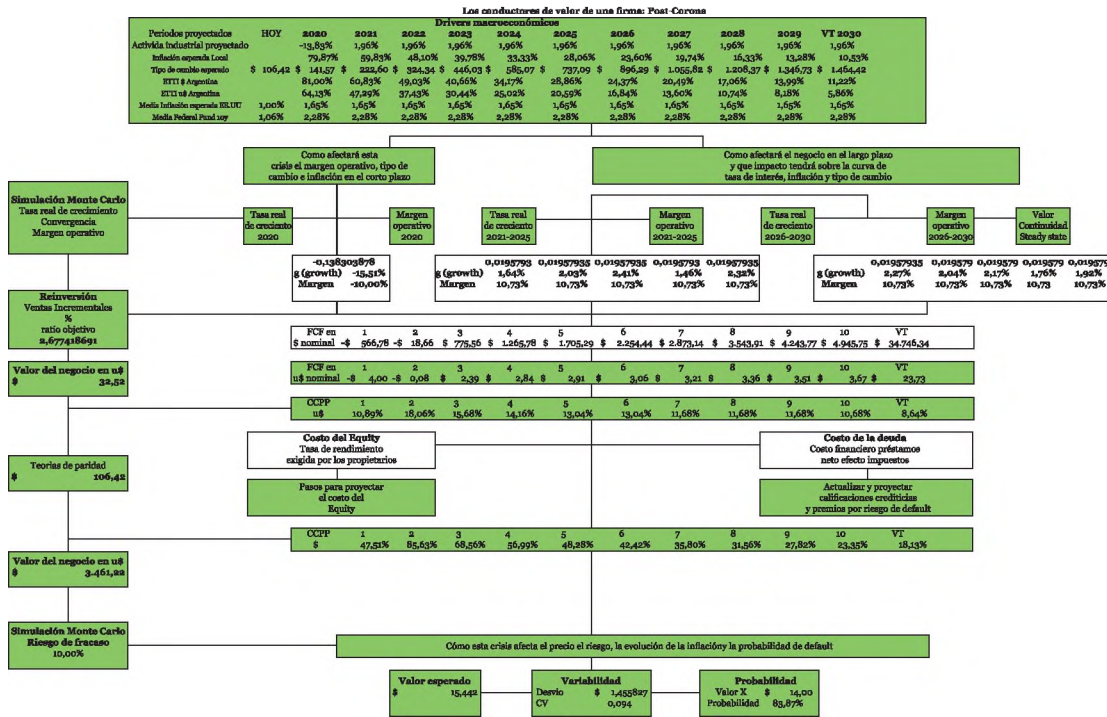 Los conductores de valor de una firma: Post-Corona
Drivers macroeconómicos
Periodos proyectados HOY 2020 2021 2022 2023 2024 2025 2026 2027 2028 2029 VT 2030
Activida industrial proyectado -13,83% 1,96% 1,96% 1,96% 1,96% 1,96% 1,96% 1,96% 1,96% 1,96% 1,96%
Inflación esperada Local 79,87% 59,83% 48,10% 39,78% 33,33% 28,06% 23,60% 19,74% 16,33% 13,28% 10,53%
Tipo de cambio esperado $ 106,42 $ 141,57 $ 222,60 $ 324,34 $ 446,03 $ 585,07 $ 737,09 $ 896,29 $ 1.055,82 $ 1.208,37 $ 1.346,73 $ 1.464,42
ETTI $ Argentina 81,00% 60,83% 49,03% 40,66% 34,17% 28,86% 24,37% 20,49% 17,06% 13,99% 11,22%
ETTI u$ Argentina 64,13% 47,29% 37,43% 30,44% 25,02% 20,59% 16,84% 13,60% 10,74% 8,18% 5,86%
Media Inflación esperada EE.UU 1,00% 1,65% 1,65% 1,65% 1,65% 1,65% 1,65% 1,65% 1,65% 1,65% 1,65% 1,65%
Media Federal Fund 10y 1,06% 2,28% 2,28% 2,28% 2,28% 2,28% 2,28% 2,28% 2,28% 2,28% 2,28% 2,28%
Como afectará esta
crisis el margen operativo, tipo de
cambio e inflación en el corto plazo
Como afectará el negocio en el largo plazo
y que impacto tendrá sobre la curva de
tasa de interés, inflación y tipo de cambio
Simulación Monte Carlo
Tasa real de crecimiento
Convergencia
Margen operativo
Tasa real
de creciento
2020
Margen
operativo
2020
Tasa real
de creciento
2021-2025
Margen
operativo
2021-2025
Tasa real
de creciento
2026-2030
Margen
operativo
2026-2030
Valor
Continuidad
Steady state
-0,138303878
g (growth) -15,51%
Margen -10,00%
0,01957793 0,01957935 0,01957935 0,01957793 0,01957935
g (growth) 1,64% 2,03% 2,41% 1,46% 2,32%
Margen 10,73% 10,73% 10,73% 10,73% 10,73%
0,01957935 0,019579 0,019579 0,019579 0,019579
g (growth) 2,27% 2,04% 2,17% 1,76% 1,92%
Margen 10,73% 10,73% 10,73% 10,73 10,73%
Reinversión
Ventas Incrementales
%
ratio objetivo
2,677418691
FCF en 1 2 3 4 5 6 7 8 9 10 VT
$ nominal -$ 566,78 -$ 18,66 $ 775,56 $ 1.265,78 $ 1.705,29 $ 2.254,44 $ 2.873,14 $ 3.543,91 $ 4.243,77 $ 4.945,75 $ 34.746,34
Valor del negocio en u$
$ 32,52
FCF en 1 2 3 4 5 6 7 8 9 10 VT
u$ nominal -$ 4,00 -$ 0,08 $ 2,39 $ 2,84 $ 2,91 $ 3,06 $ 3,21 $ 3,36 $ 3,51 $ 3,67 $ 23,73
CCPP 1 2 3 4 5 6 7 8 9 10 VT
u$ 10,89% 18,06% 15,68% 14,16% 13,04% 13,04% 11,68% 11,68% 11,68% 10,68% 8,64%
Costo del Equity
Tasa de rendimiento
exigida por los propietarios
Costo de la deuda
Costo financiero préstamos
neto efecto impuestos
Teorías de paridad
$ 106,42
Pasos para proyectar
el costo del
Equity
Actualizar y proyectar
calificaciones crediticias
y premios por riesgo de default
CCPP 1 2 3 4 5 6 7 8 9 10 VT
$ 47,51% 85,63% 68,56% 56,99% 48,28% 42,42% 35,80% 31,56% 27,82% 23,35% 18,13%
Valor del negocio en u$
$ 3.461,22
Simulación Monte Carlo
Riesgo de fracaso
10,00%
Cómo esta crisis afecta el precio el riesgo, la evolución de la inflacióny la probabilidad de default
Valor esperado
$ 15,442
Variabilidad
Desvio $ 1,455827
CV 0,094
Probabilidad
Valor X $ 14,00
Probabilidad 83,87%